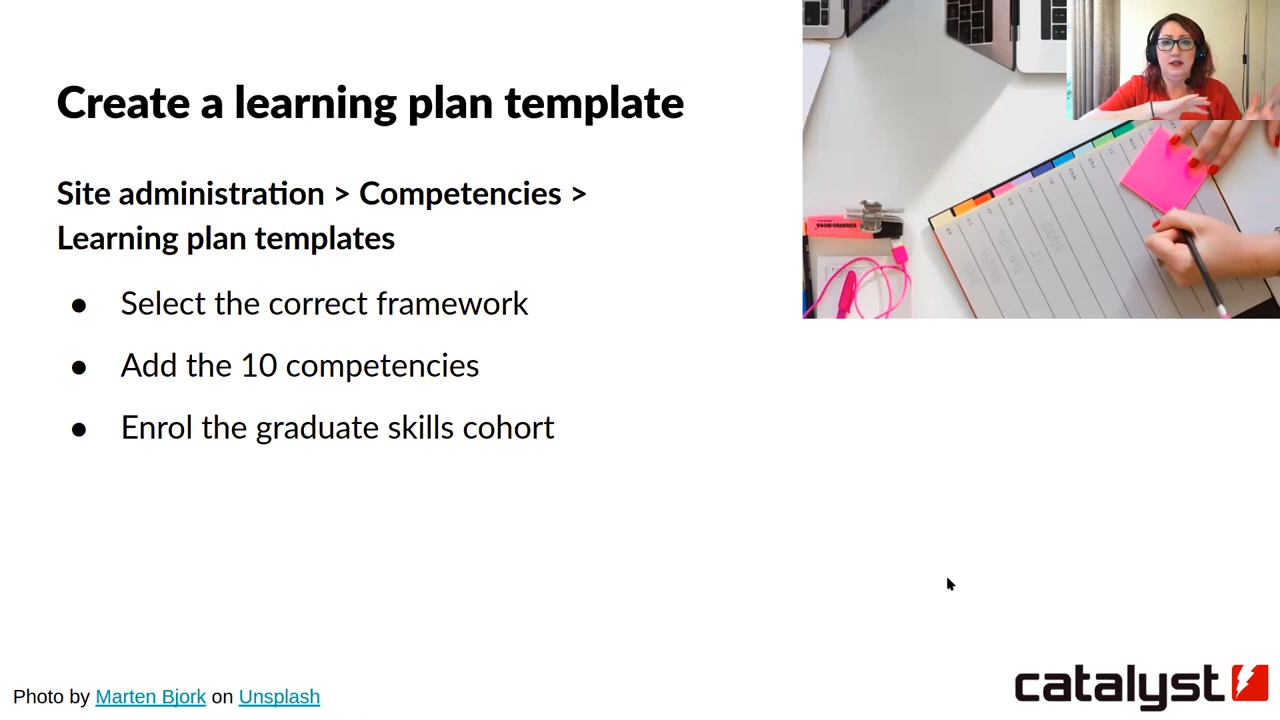 Create a learning plan template
Site administration > Competencies >
Learning plan templates
● Select the correct framework
● Add the 10 competencies
● Enrol the graduate skills cohort
Photo by Marten Bjork on Unsplash
catalyst